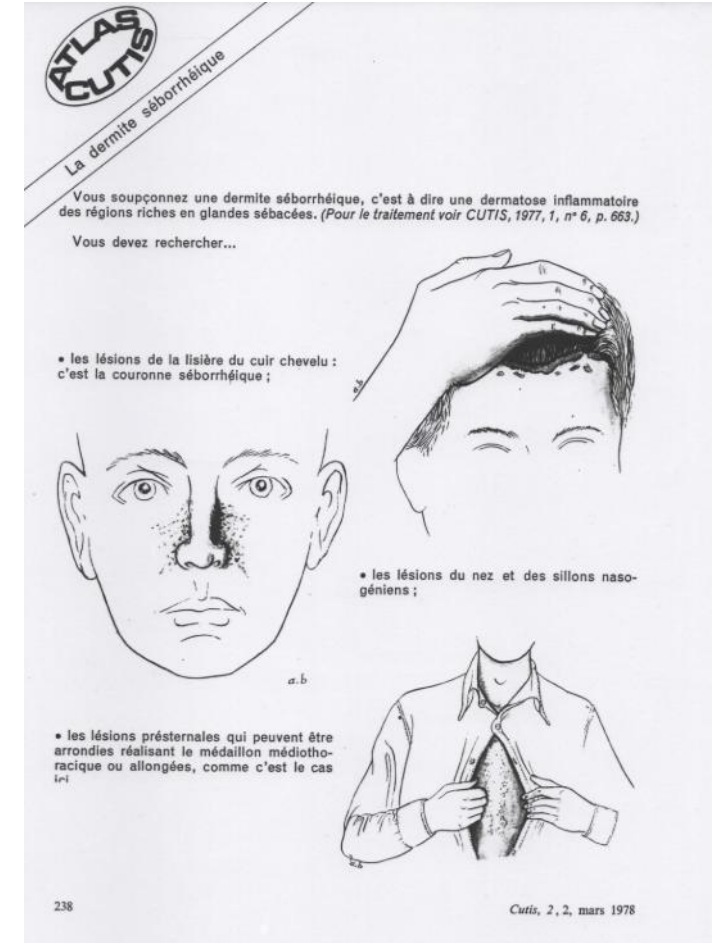 ATLAS
CUTIS
La dermite séborrhéique
Vous soupçonnez une dermite séborrhéique, c'est à dire une dermatose inflammatoire
des régions riches en glandes sébacées. (Pour le traitement voir CUTIS, 1977, 1, n° 6, p. 663.)
Vous devez rechercher...
• les lésions de la lisière du cuir chevelu :
c'est la couronne séborrhéique ;
a.b
a.b
• les lésions du nez et des sillons naso-
géniens ;
• les lésions présternales qui peuvent être
arrondies réalisant le médaillon médiotho-
racique ou allongées, comme c'est le cas
ici
a.b
238
Cutis, 2, 2, mars 1978